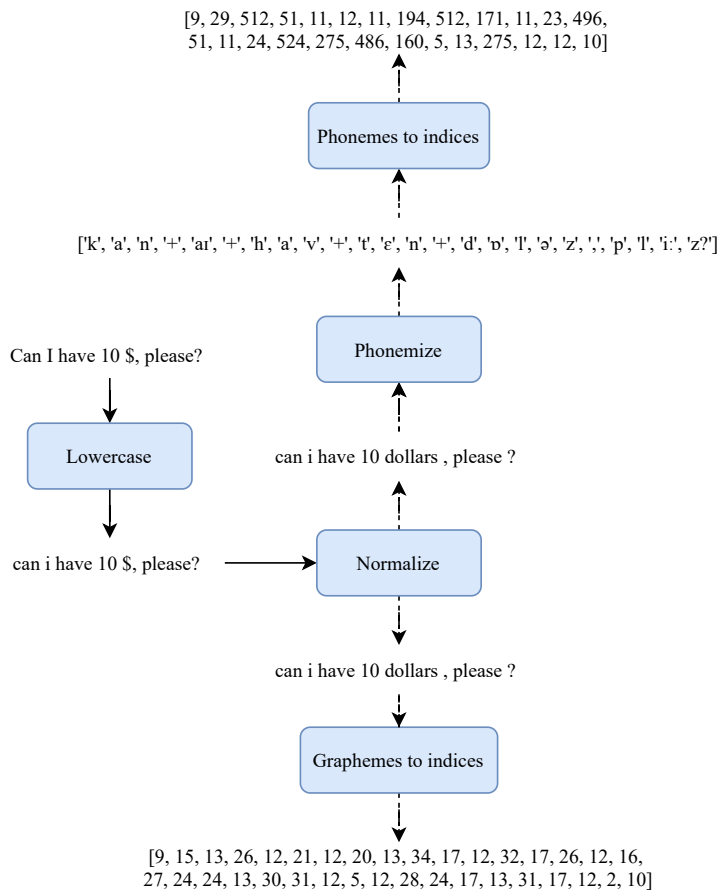 [9, 29, 512, 51, 11, 12, 11, 194, 512, 171, 11, 23, 496,
51, 11, 24, 524, 275, 486, 160, 5, 13, 275, 12, 12, 10]
Phonemes to indices
['k', 'a', 'n', '+', 'aɪ', '+', 'h', 'a', 'v', '+', 't', 'ɛ', 'n', '+', 'd', 'ɒ', 'l', 'ə', 'z', ',', 'p', 'l', 'iː', 'z?']
Phonemize
Can I have 10 $, please?
Lowercase
can i have 10 dollars , please ?
can i have 10 $, please?
Normalize
can i have 10 dollars , please ?
Graphemes to indices
[9, 15, 13, 26, 12, 21, 12, 20, 13, 34, 17, 12, 32, 17, 26, 12, 16,
27, 24, 24, 13, 30, 31, 12, 5, 12, 28, 24, 17, 13, 31, 17, 12, 2, 10]